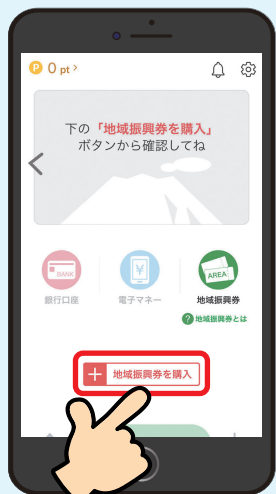 P 0 pt >
下の「地域振興券を購入」
ボタンから確認してね
BANK
¥
AREA
銀行口座
電子マネー
地域振興券
? 地域振興券とは
+ 地域振興券を購入